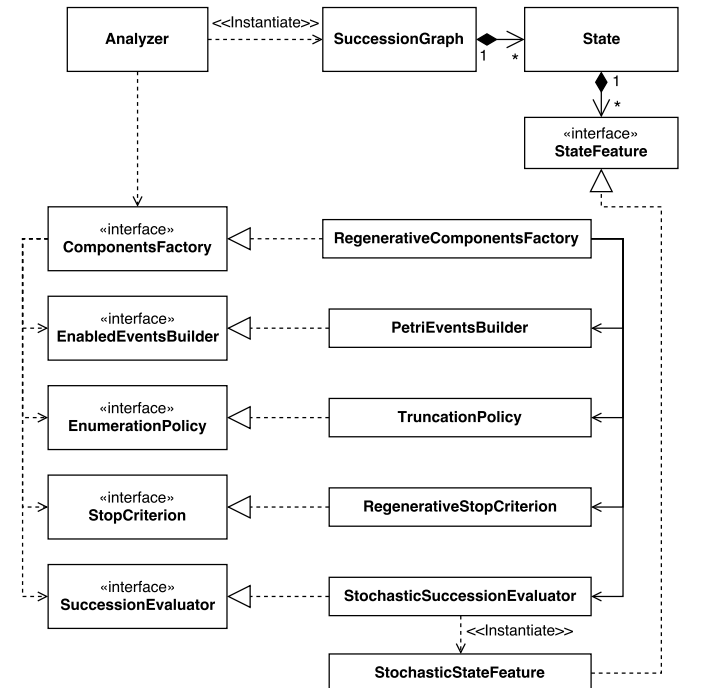 <<Instantiate>>
Analyzer
SuccessionGraph
State
1
*
1
*
«interface»
StateFeature
«interface»
ComponentsFactory
RegenerativeComponentsFactory
«interface»
EnabledEventsBuilder
PetriEventsBuilder
«interface»
EnumerationPolicy
TruncationPolicy
«interface»
StopCriterion
RegenerativeStopCriterion
«interface»
SuccessionEvaluator
StochasticSuccessionEvaluator
<<Instantiate>>
StochasticStateFeature